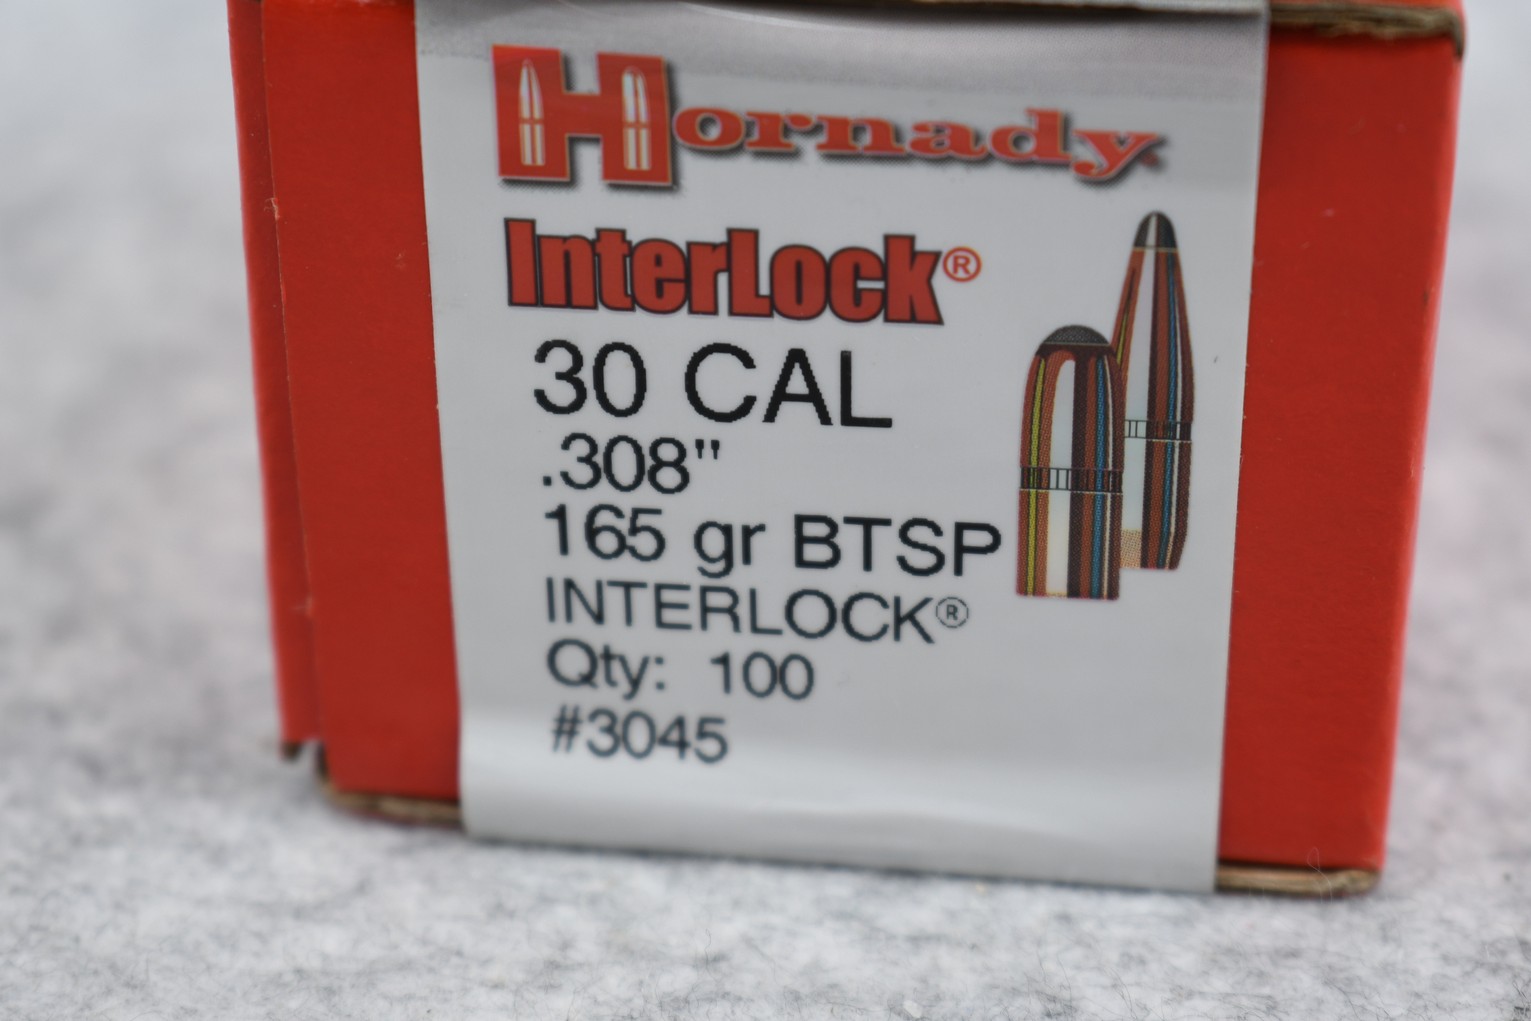 Hornady
InterLock®
30 CAL
.308"
165 gr BTSP
INTERLOCK®
Qty: 100
#3045